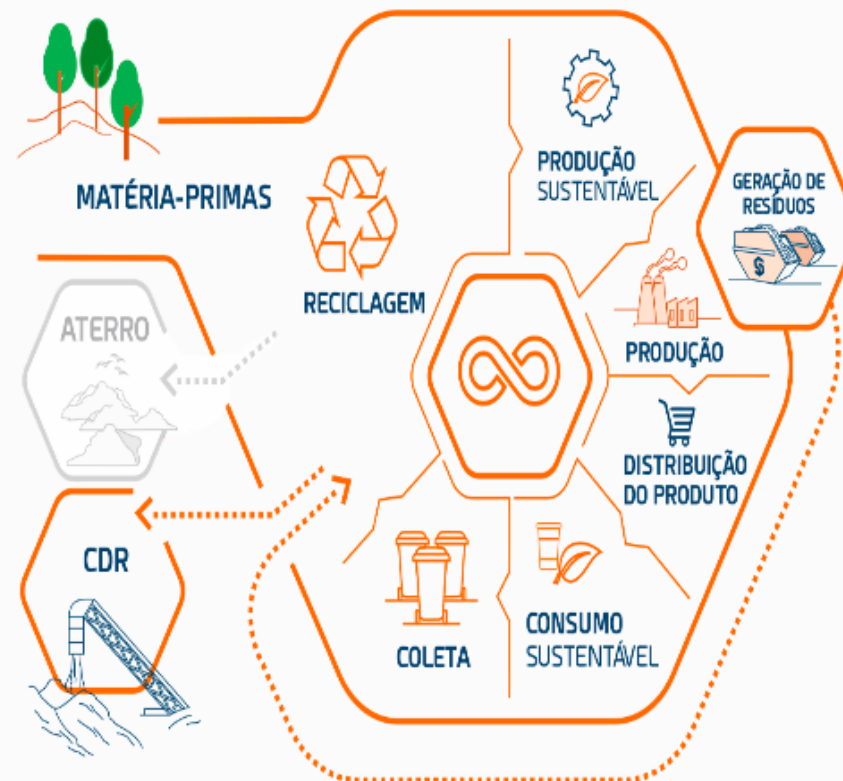 MATÉRIA-PRIMAS
RECICLAGEM
PRODUÇÃO
SUSTENTÁVEL
GERAÇÃO DE
RESÍDUOS
$
ATERRO
PRODUÇÃO
DISTRIBUIÇÃO
DO PRODUTO
CDR
COLETA
CONSUMO
SUSTENTÁVEL